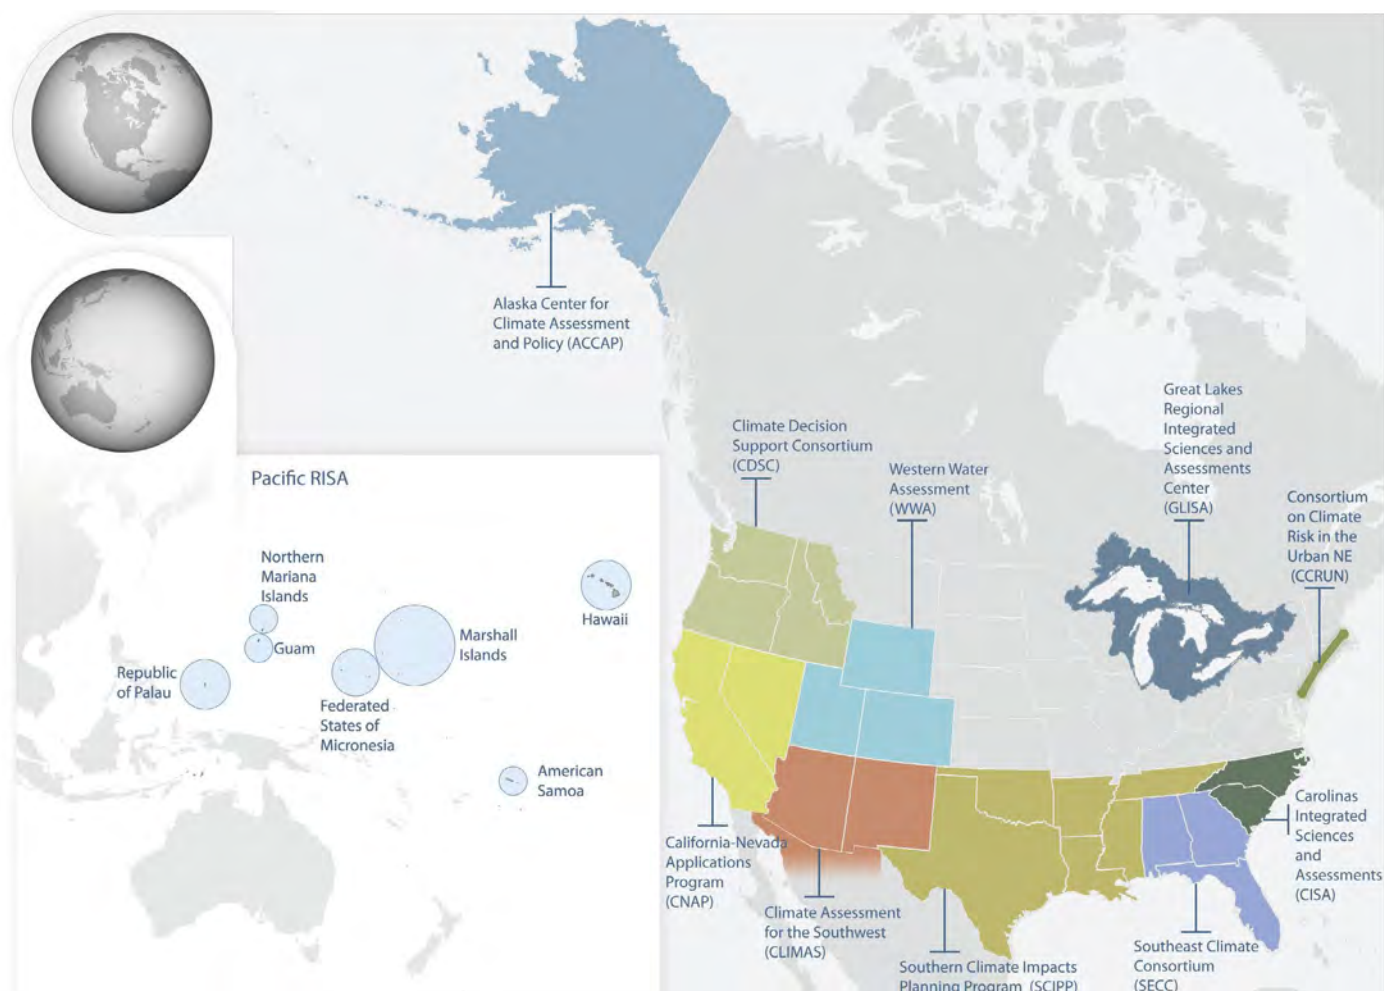 Alaska Center for
Climate Assessment
and Policy (ACCAP)
Great Lakes
Regional
Integrated
Sciences and
Assessments
Center
(GLISA)
Climate Decision
Support Consortium
(CDSC)
Western Water
Assessment
(WWA)
Consortium
on Climate
Risk in the
Urban NE
(CCRUN)
Pacific RISA
Northern
Mariana
Islands
Guam
Republic
of Palau
Federated
States of
Micronesia
Marshall
Islands
Hawaii
American
Samoa
California-Nevada
Applications
Program
(CNAP)
Climate Assessment
for the Southwest
(CLIMAS)
Southern Climate Impacts
Planning Program (SCIPP)
Southeast Climate
Consortium
(SECC)
Carolinas
Integrated
Sciences
and
Assessments
(CISA)